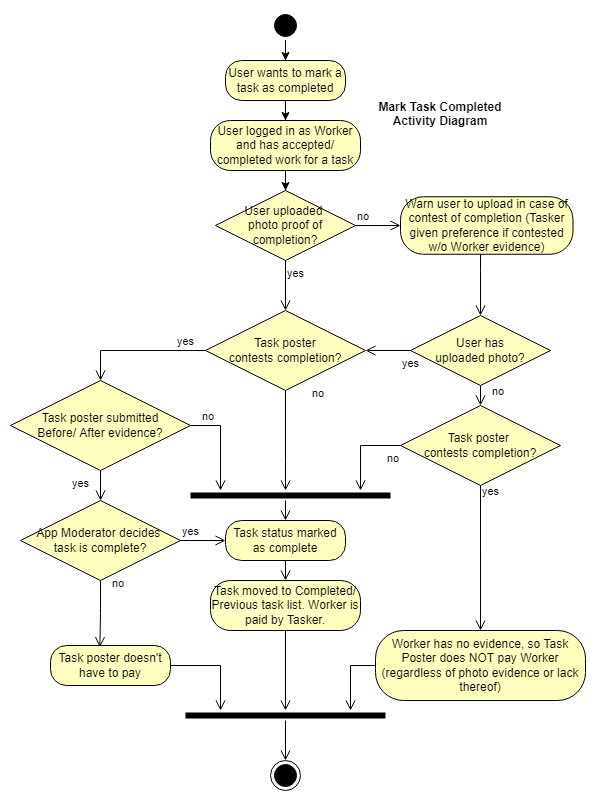 User wants to mark a
task as completed
Mark Task Completed
Activity Diagram
User logged in as Worker
and has accepted/
completed work for a task
User uploaded
photo proof of
completion?
no
Warn user to upload in case of
contest of completion (Tasker
given preference if contested
w/o Worker evidence)
yes
Task poster
contests completion?
yes
no
User has
uploaded photo?
yes
no
Task poster submitted
Before/ After evidence?
no
yes
Task poster
contests completion?
no
yes
App Moderator decides
task is complete?
yes
no
Task status marked
as complete
Task moved to Completed/
Previous task list. Worker is
paid by Tasker.
Task poster doesn't
have to pay
Worker has no evidence, so Task
Poster does NOT pay Worker
(regardless of photo evidence or lack
thereof)